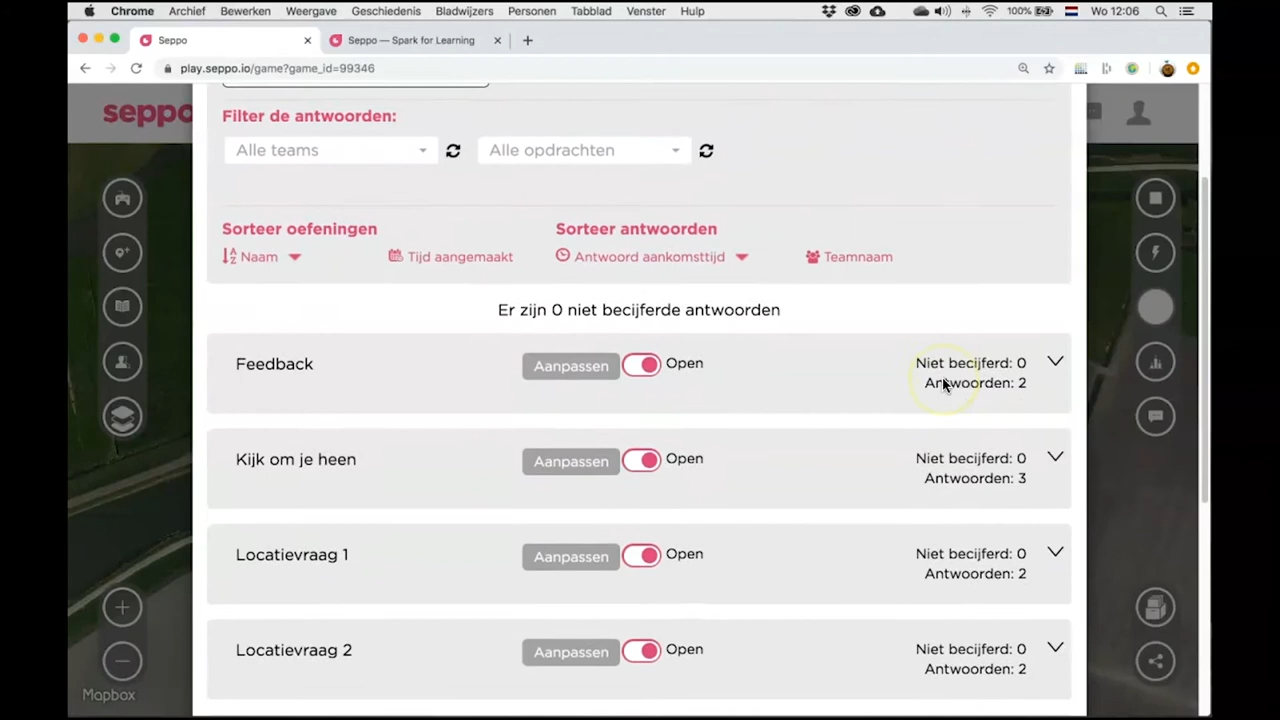 Chrome Archief Bewerken Weergave Geschiedenis Bladwijzers Personen Tabblad Venster Hulp 100% Wo 12:06
Seppo Seppo — Spark for Learning
play.seppo.io/game?game_id=99346
seppo
Filter de antwoorden:
Alle teams Alle opdrachten
Sorteer oefeningen Sorteer antwoorden
Naam Tijd aangemaakt Antwoord aankomsttijd Teamnaam
Er zijn 0 niet becijferde antwoorden
Feedback Aanpassen Open Niet becijferd: 0
Antwoorden: 2
Kijk om je heen Aanpassen Open Niet becijferd: 0
Antwoorden: 3
Locatievraag 1 Aanpassen Open Niet becijferd: 0
Antwoorden: 2
Locatievraag 2 Aanpassen Open Niet becijferd: 0
Antwoorden: 2
Mapbox